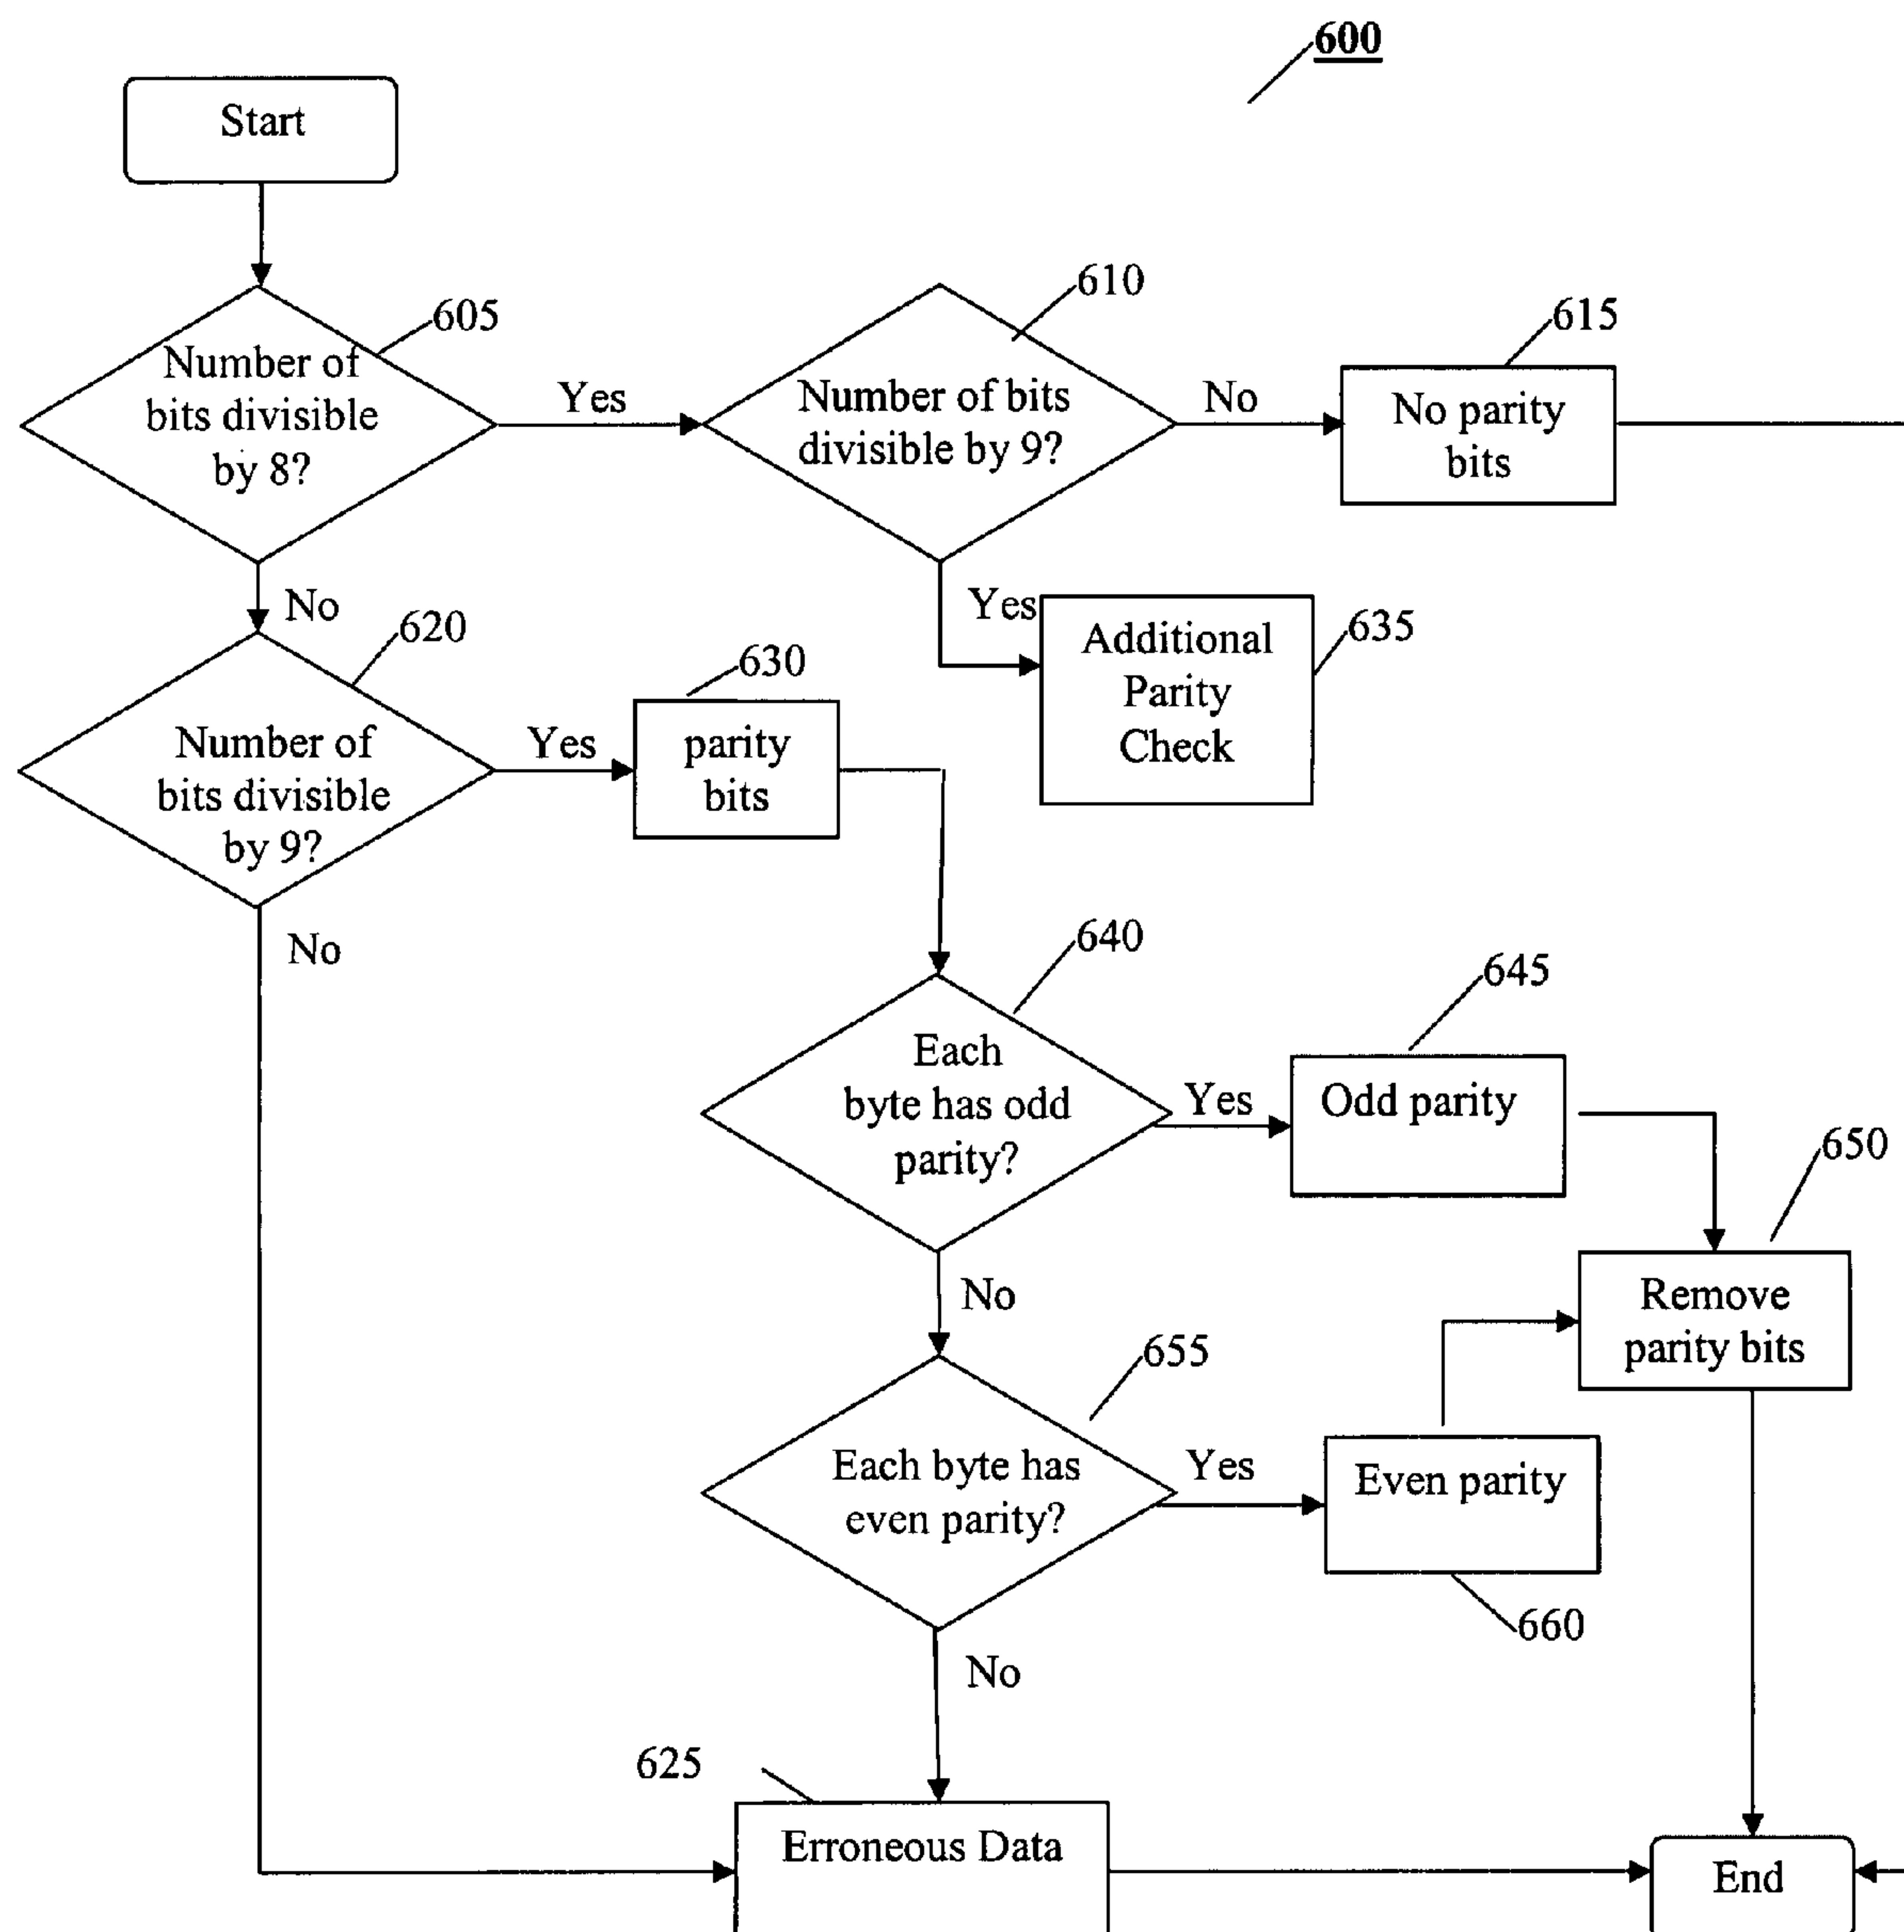 600
Start
605
Number of
bits divisible
by 8?
Yes
610
Number of bits
divisible by 9?
No
615
No parity
bits
No
620
Number of
bits divisible
by 9?
Yes
630
parity
bits
Yes
Additional
Parity
Check
635
No
640
Each
byte has odd
parity?
Yes
645
Odd parity
650
Remove
parity bits
No
655
Each byte has
even parity?
Yes
Even parity
660
No
625
Erroneous Data
End